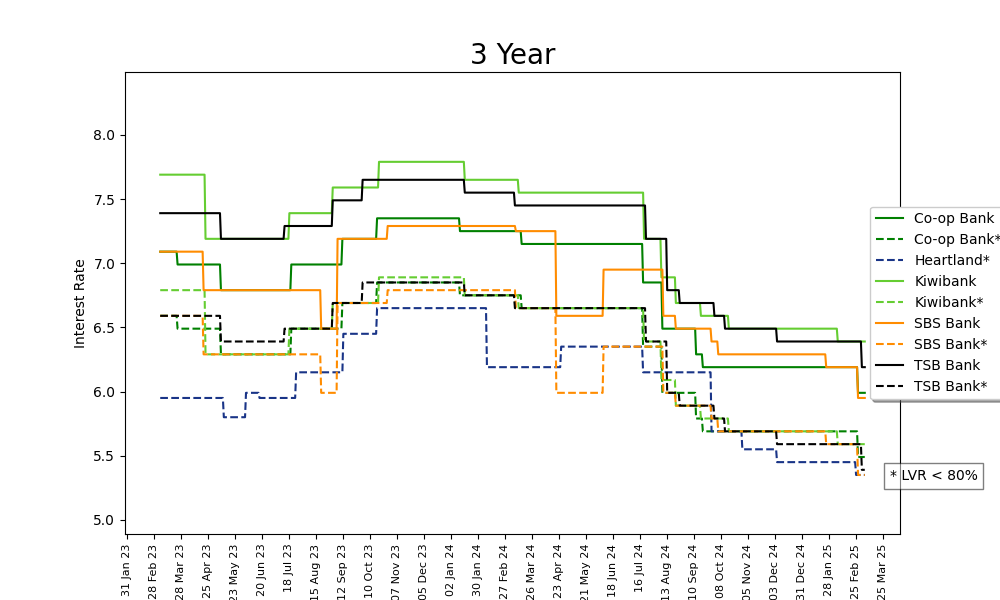 3 Year
Interest Rate
8.0
7.5
7.0
6.5
6.0
5.5
5.0
31 Jan 23
28 Feb 23
28 Mar 23
25 Apr 23
23 May 23
20 Jun 23
18 Jul 23
15 Aug 23
12 Sep 23
10 Oct 23
07 Nov 23
05 Dec 23
02 Jan 24
30 Jan 24
27 Feb 24
26 Mar 24
23 Apr 24
21 May 24
18 Jun 24
16 Jul 24
13 Aug 24
10 Sep 24
08 Oct 24
05 Nov 24
03 Dec 24
31 Dec 24
28 Jan 25
25 Feb 25
25 Mar 25
Co-op Bank
Co-op Bank*
Heartland*
Kiwibank
Kiwibank*
SBS Bank
SBS Bank*
TSB Bank
TSB Bank*
* LVR < 80%